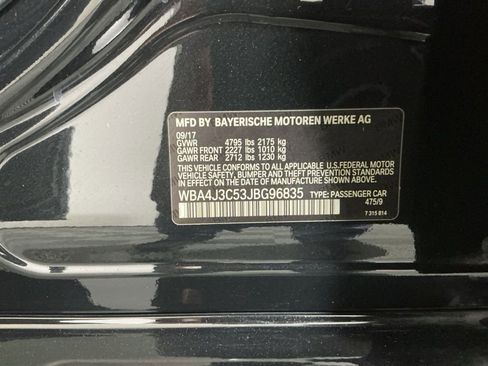 MFD BY BAYERISCHE MOTOREN WERKE AG
09/17
GVWR 4795 lbs 2175 kg
GAWR FRONT 2227 lbs 1010 kg
GAWR REAR 2712 lbs 1230 kg
THIS VEHICLE CONFORMS TO ALL APPLICABLE U.S.FEDERAL MOTOR
VEHICLE SAFETY, BUMPER, AND THEFT PREVENTION STANDARDS IN
EFFECT ON THE DATE OF MANUFACTURE SHOWN ABOVE.
WBA4J3C53JBG96835 TYPE: PASSENGER CAR
475/9
7 315 814